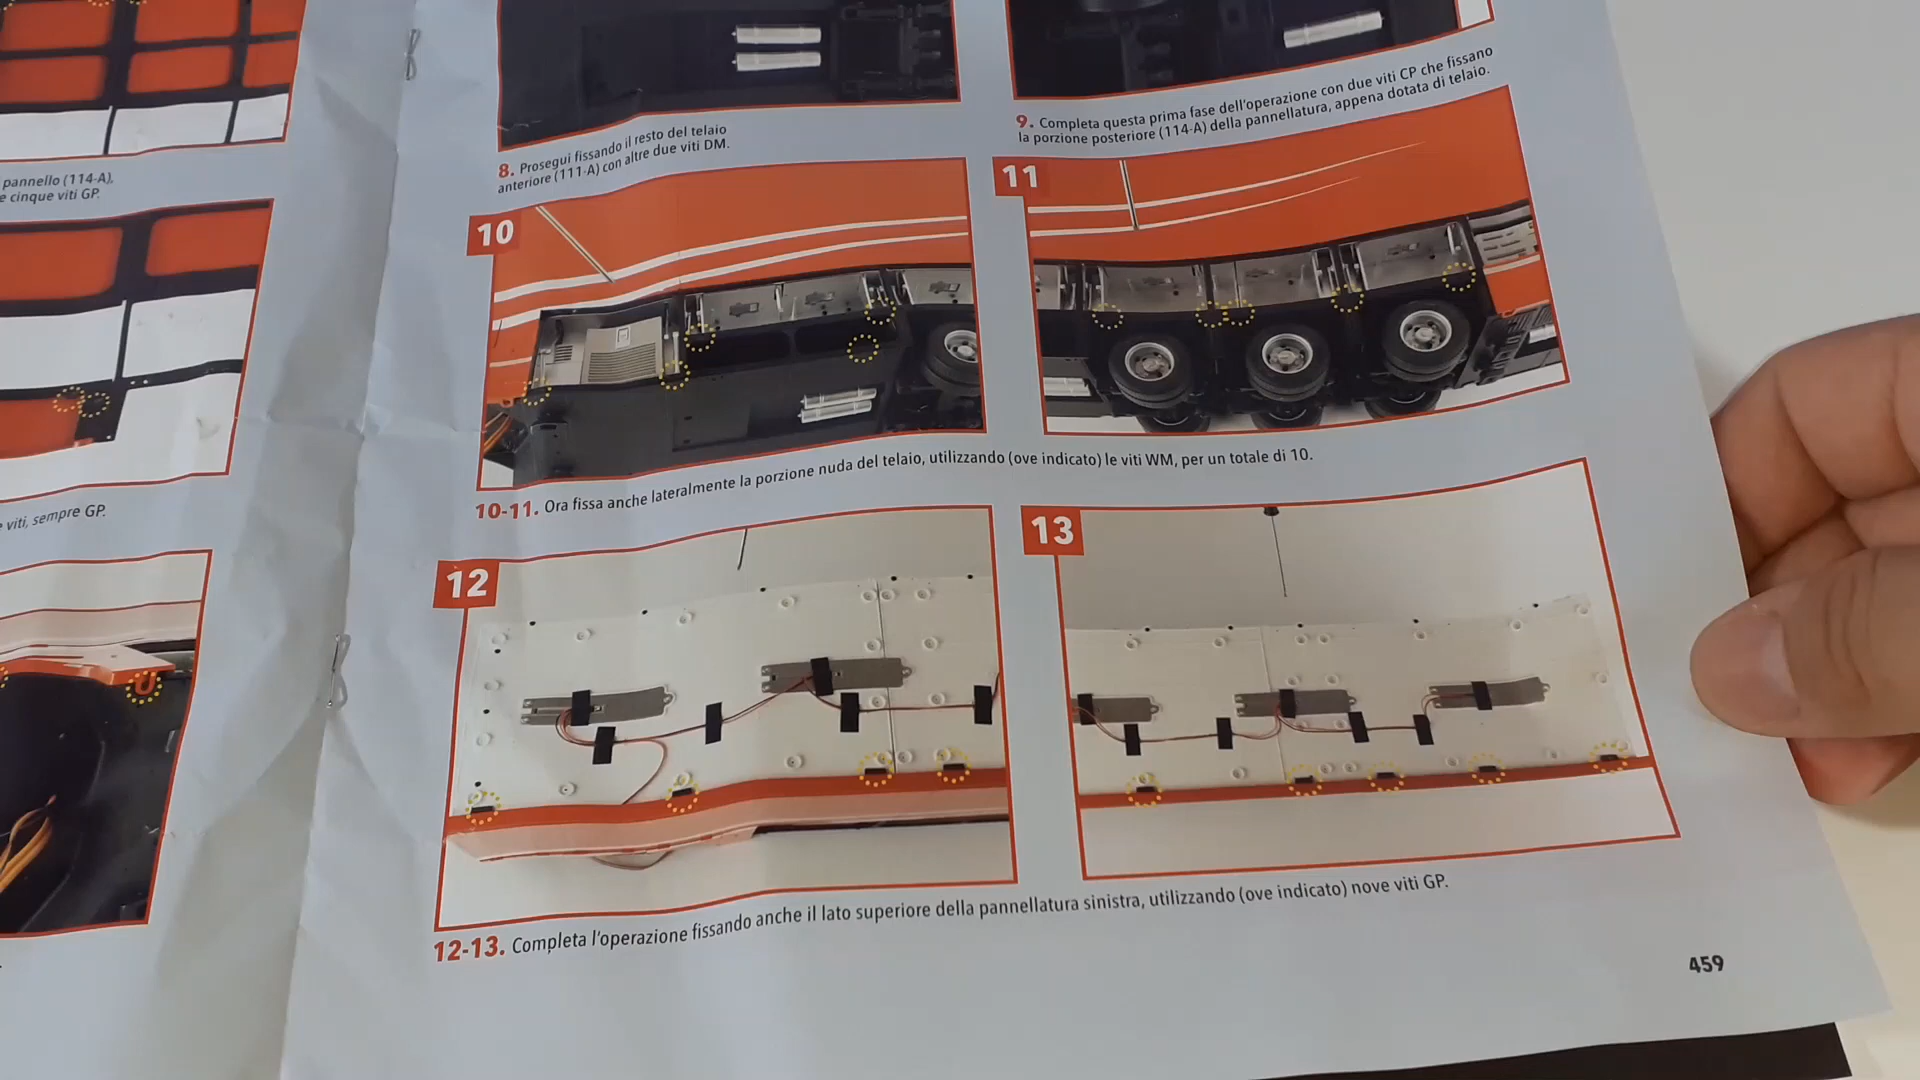 pannello (114-A),
e cinque viti GP.
viti, sempre GP.
8. Prosegui fissando il resto del telaio
anteriore (111-A) con altre due viti DM.
9. Completa questa prima fase dell'operazione con due viti CP che fissano
la porzione posteriore (114-A) della pannellatura, appena dotata di telaio.
10
11
10-11. Ora fissa anche lateralmente la porzione nuda del telaio, utilizzando (ove indicato) le viti WM, per un totale di 10.
12
13
12-13. Completa l'operazione fissando anche il lato superiore della pannellatura sinistra, utilizzando (ove indicato) nove viti GP.
459